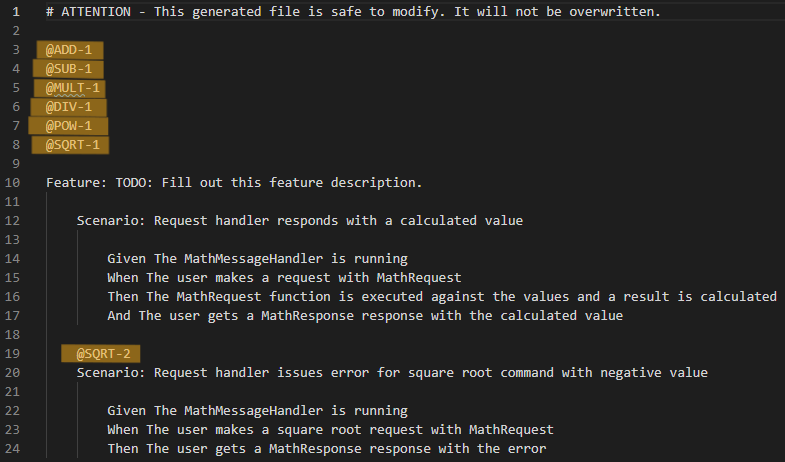 1 # ATTENTION - This generated file is safe to modify. It will not be overwritten.
2
3 @ADD-1
4 @SUB-1
5 @MULT-1
6 @DIV-1
7 @POW-1
8 @SQRT-1
9
10 Feature: TODO: Fill out this feature description.
11
12 Scenario: Request handler responds with a calculated value
13
14 Given The MathMessageHandler is running
15 When The user makes a request with MathRequest
16 Then The MathRequest function is executed against the values and a result is calculated
17 And The user gets a MathResponse response with the calculated value
18
19 @SQRT-2
20 Scenario: Request handler issues error for square root command with negative value
21
22 Given The MathMessageHandler is running
23 When The user makes a square root request with MathRequest
24 Then The user gets a MathResponse response with the error